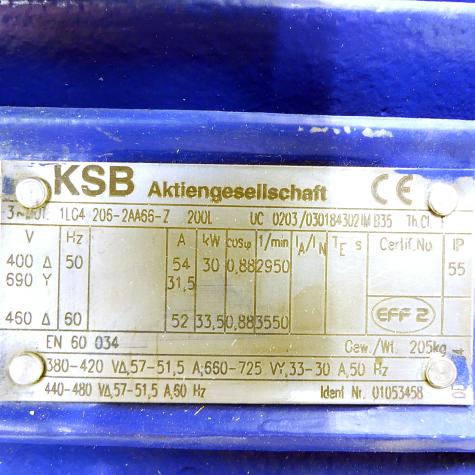 KSB Aktiengesellschaft CE
3~MOT. 1LG4 206-2AA66-Z 200L UC 0203/030184302 IM B35 Th.Cl.
V Hz A kW cosφ 1/min IA/IN TE s Certif.No. IP
400 Δ 50 54 30 0,88 2950 55
690 Y 31,5
460 Δ 60 52 33,5 0,88 3550 EFF 2
EN 60 034 Gew./Wt. 205kg
380-420 VΔ,57-51,5 A;660-725 VY,33-30 A,50 Hz
440-480 VΔ,57-51,5 A,60 Hz Ident Nr. 01053458